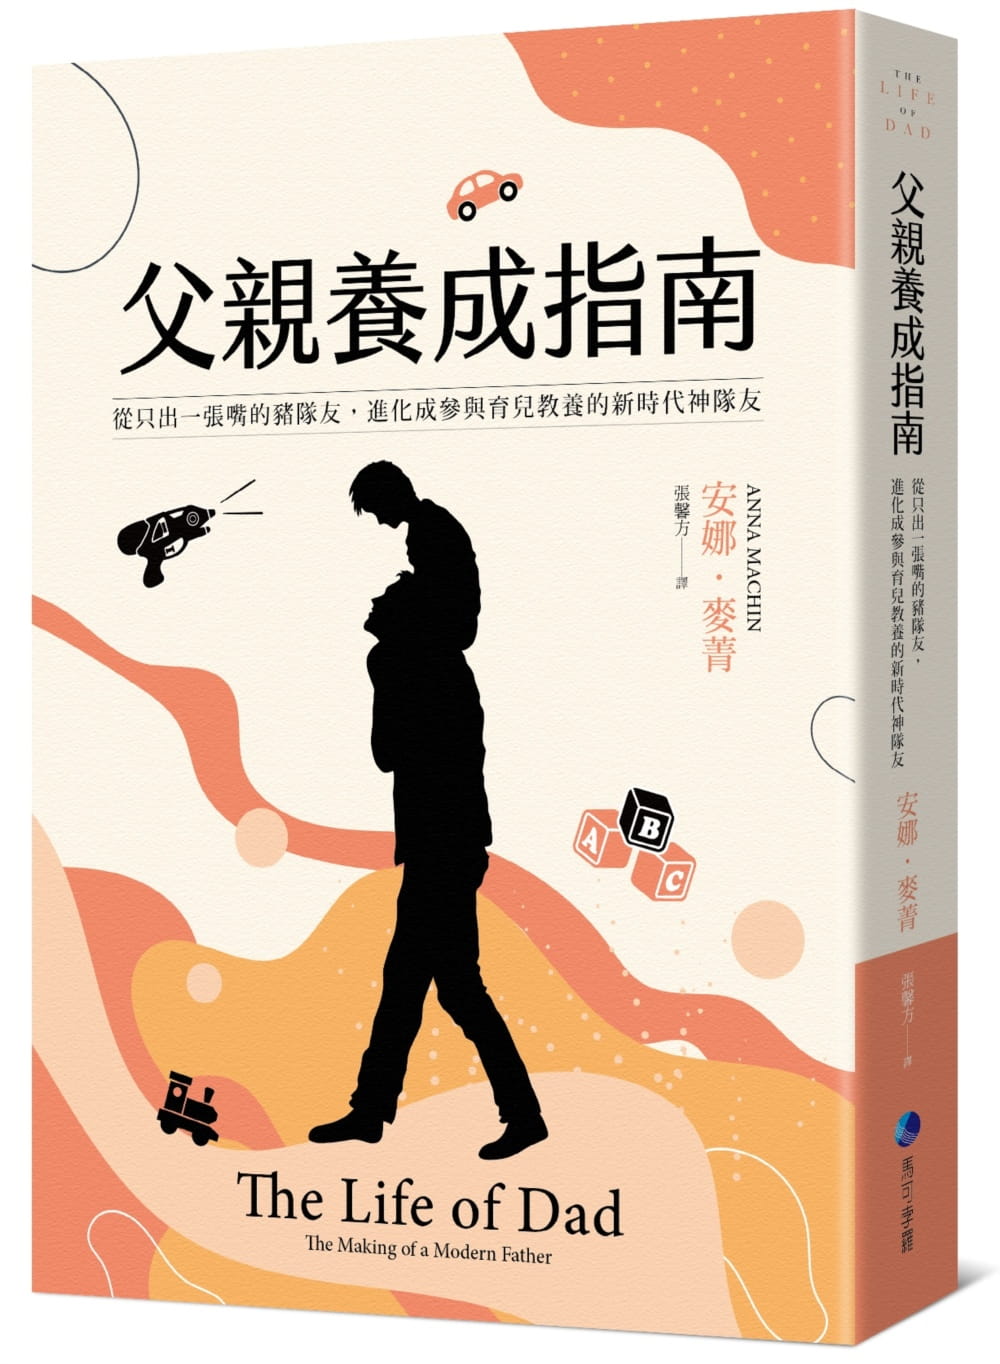 父親養成指南
從只出一張嘴的豬隊友，進化成參與育兒教養的新時代神隊友
ANNA MACHIN
安娜・麥菁
張馨方──譯
A
B
C
The Life of Dad
The Making of a Modern Father
THE
LIFE
OF
DAD
父親養成指南
從只出一張嘴的豬隊友，
進化成參與育兒教養的新時代神隊友
安娜・麥菁
張馨方──譯
馬可孛羅